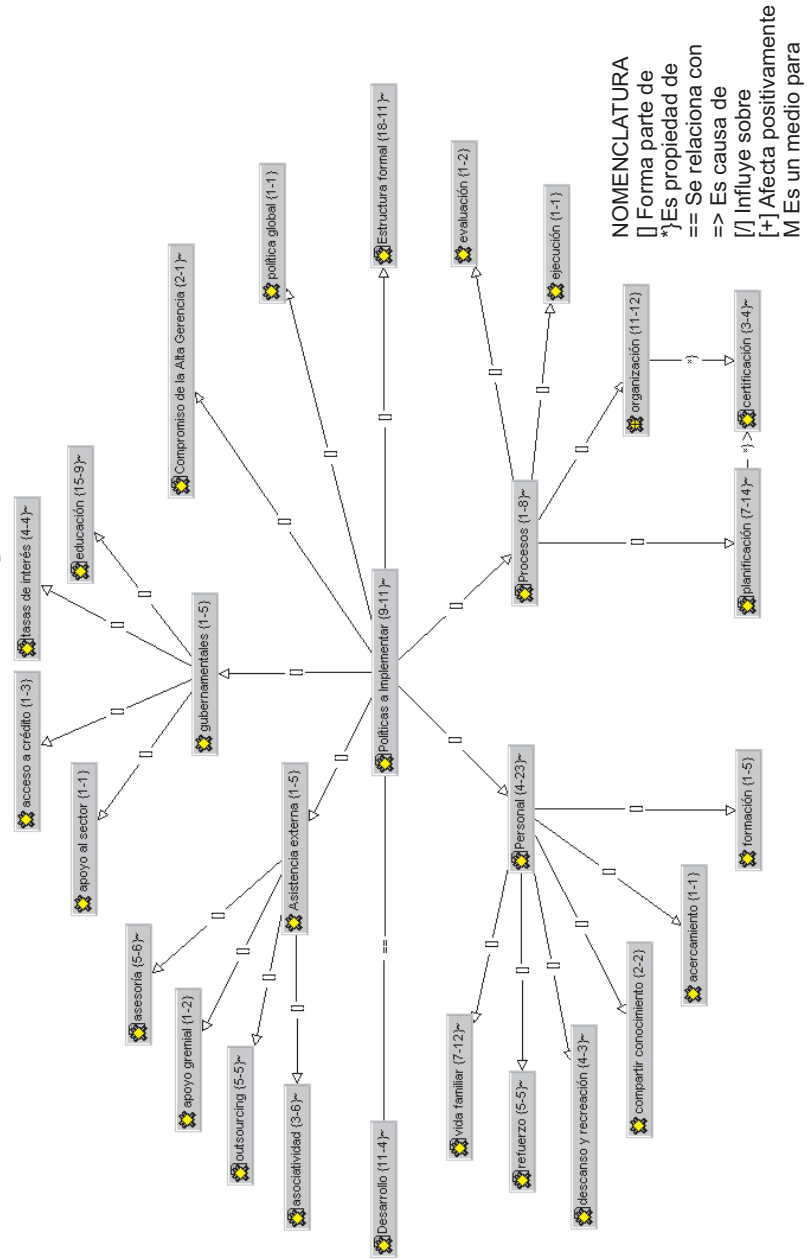 acceso a crédito {1-3}
tasas de interés {4-4}~
apoyo al sector {1-1}
educación {15-9}~
asesoría {5-6}~
gubernamentales {1-5}
Compromiso de la Alta Gerencia {2-1}~
apoyo gremial {1-2}
política global {1-1}
outsourcing {5-5}~
Asistencia externa {1-5}
asociatividad {3-6}~
[]
[]
[]
[]
[]
[]
[]
[]
[]
[]
[]
[]
Desarrollo {11-4}~
==
Políticas a Implementar {9-11}~
[]
Estructura formal {18-11}~
[]
[]
vida familiar {7-12}~
Personal {4-23}~
Procesos {1-8}~
evaluación {1-2}
refuerzo {5-5}~
ejecución {1-1}
descanso y recreación {4-3}~
compartir conocimiento {2-2}
acercamiento {1-1}
formación {1-5}
[]
[]
[]
[]
[]
[]
[]
[]
[]
[]
organización {11-12}
*}
planificación {7-14}~
*} >
certificación {3-4}~
NOMENCLATURA
[] Forma parte de
*}Es propiedad de
== Se relaciona con
=> Es causa de
[/] Influye sobre
[+] Afecta positivamente
M Es un medio para